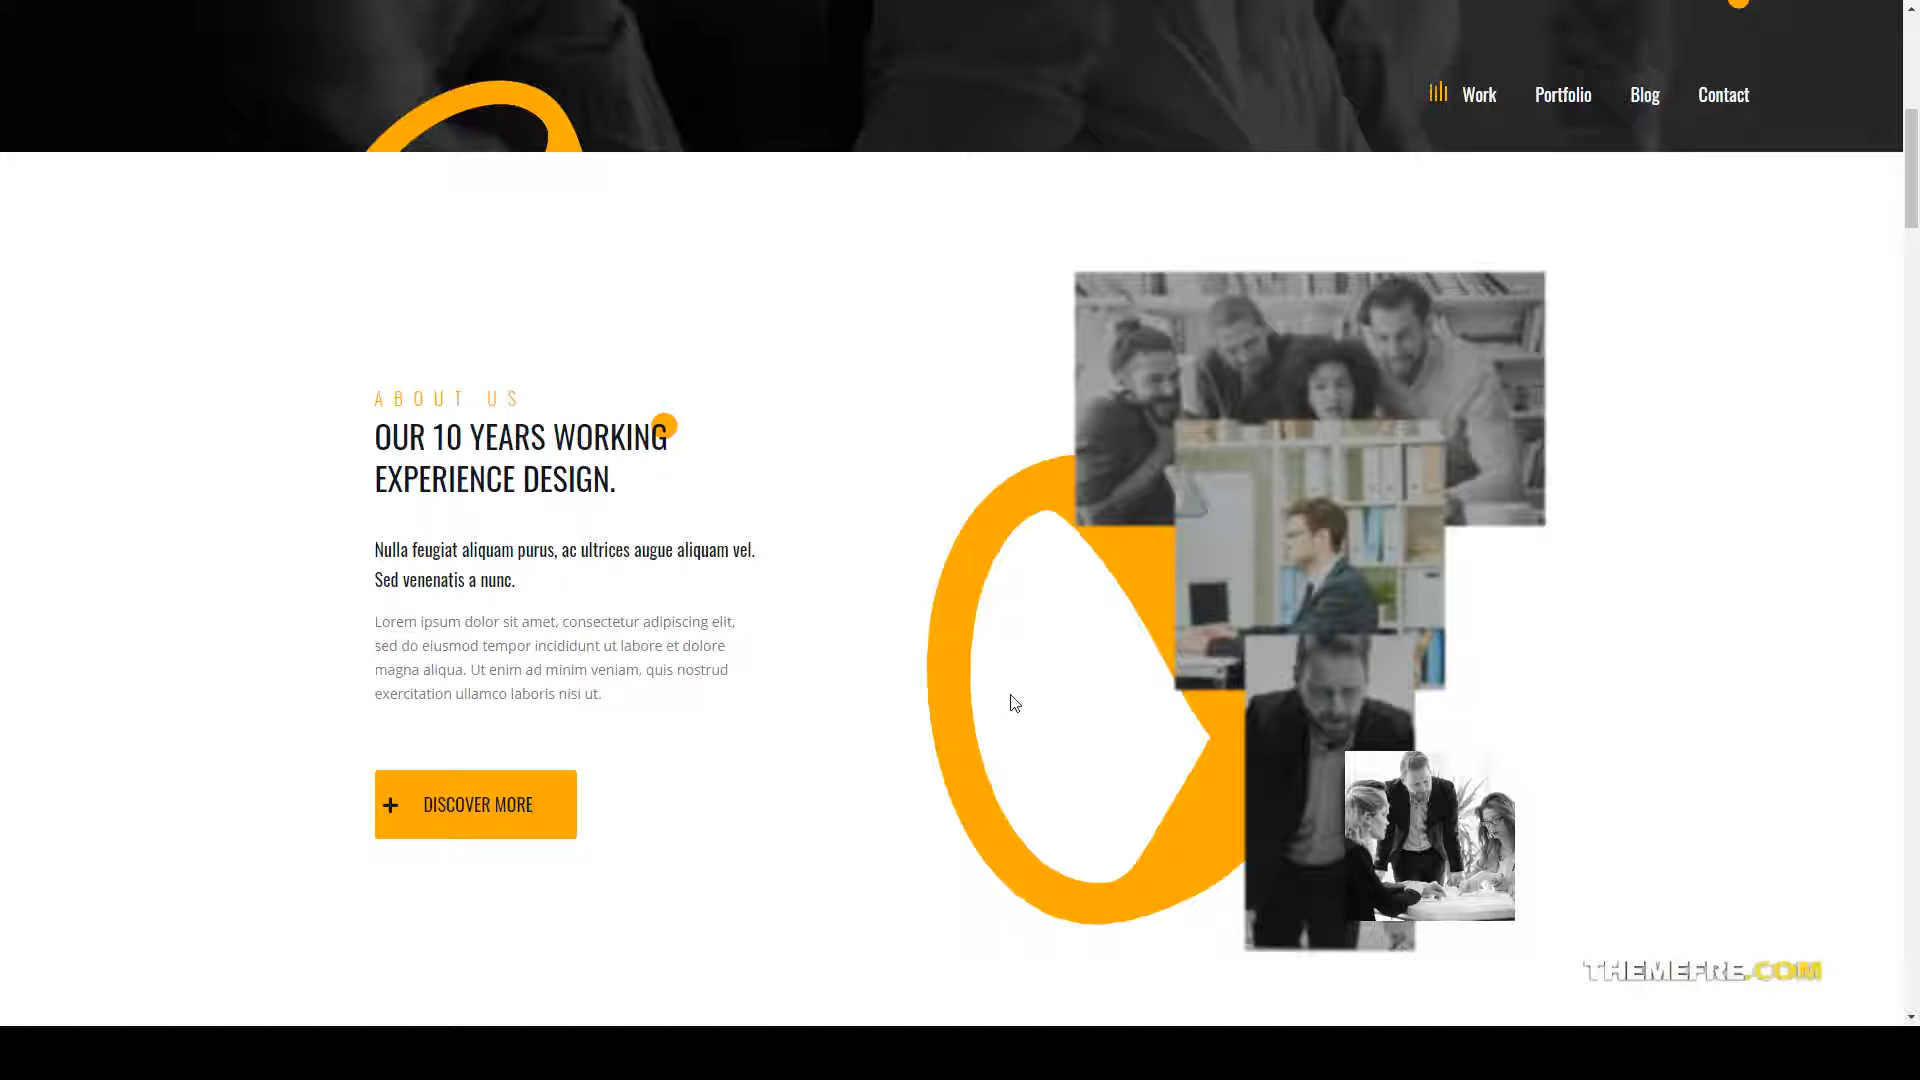 Work
Portfolio
Blog
Contact
ABOUT US
OUR 10 YEARS WORKING
EXPERIENCE DESIGN.
Nulla feugiat aliquam purus, ac ultrices augue aliquam vel.
Sed venenatis a nunc.
Lorem ipsum dolor sit amet, consectetur adipiscing elit,
sed do eiusmod tempor incididunt ut labore et dolore
magna aliqua. Ut enim ad minim veniam, quis nostrud
exercitation ullamco laboris nisi ut.
DISCOVER MORE
THEMEFRE.COM